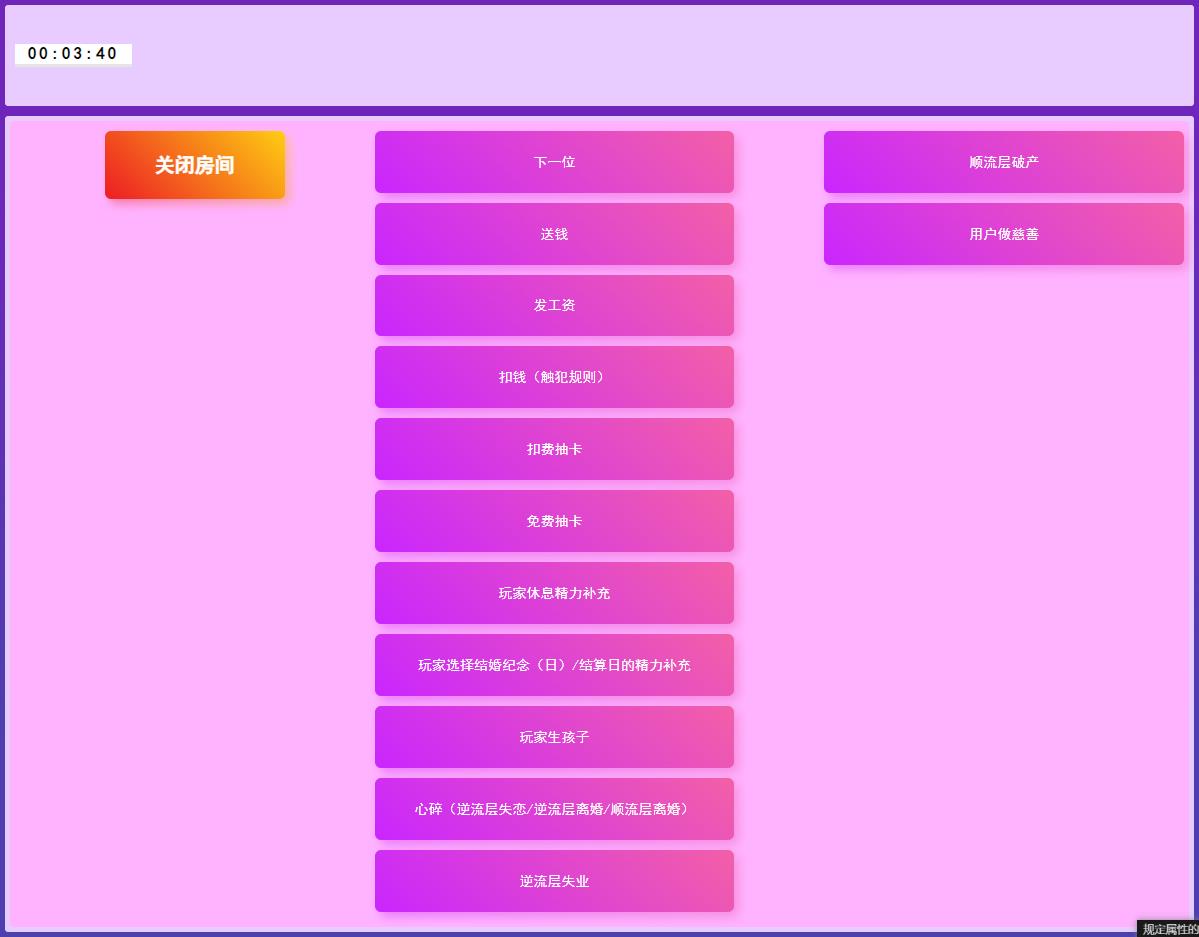 00:03:40
关闭房间
下一位
送钱
发工资
扣钱（触犯规则）
扣费抽卡
免费抽卡
玩家休息精力补充
玩家选择结婚纪念（日）/结算日的精力补充
玩家生孩子
心碎（逆流层失恋/逆流层离婚/顺流层离婚）
逆流层失业
顺流层破产
用户做慈善
规定属性的